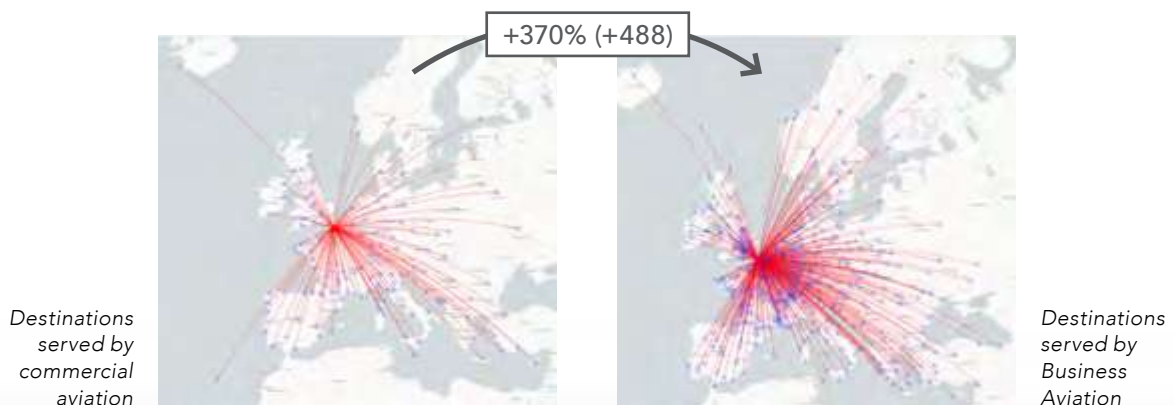 +370% (+488)
Destinations
served by
commercial
aviation
Destinations
served by
Business
Aviation